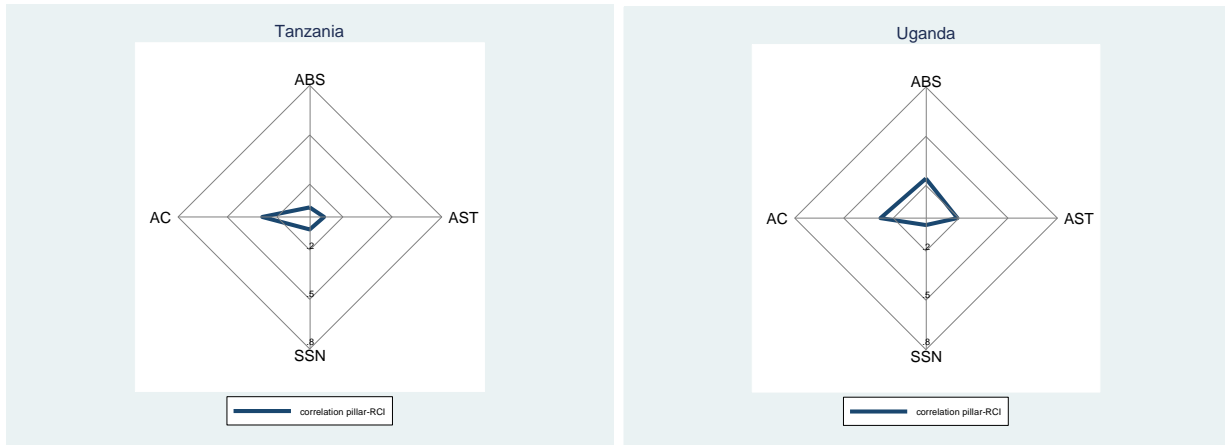 Tanzania
ABS
AC
AST
.2
.5
.8
SSN
correlation pillar-RCI
Uganda
ABS
AC
AST
.2
.5
.8
SSN
correlation pillar-RCI